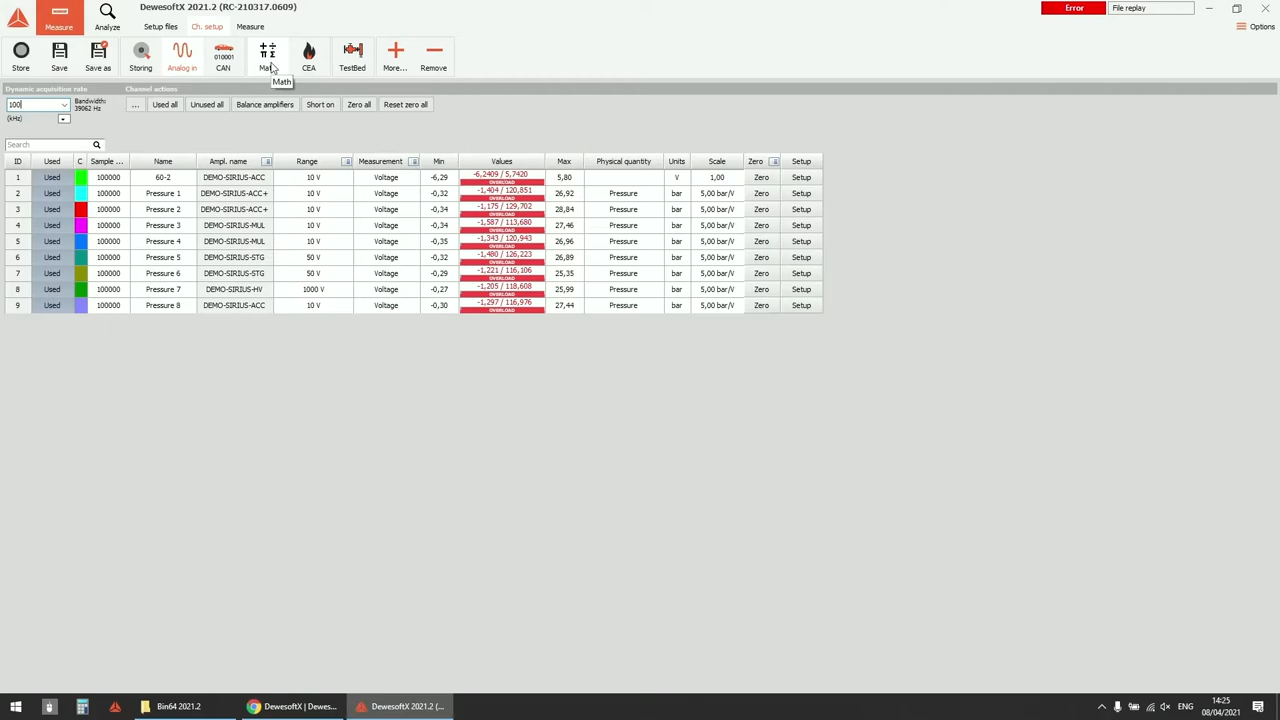 DewesoftX 2021.2 (RC-210317.0609)
Error
File replay
Measure
Analyze
Setup files
Ch. setup
Measure
Options
Store
Save
Save as
Storing
Analog in
010001
CAN
Math
CEA
TestBed
More...
Remove
Math
Dynamic acquisition rate
Channel actions
100
Bandwidth:
39062 Hz
(kHz)
...
Used all
Unused all
Balance amplifiers
Short on
Zero all
Reset zero all
Search
ID Used C Sample ... Name Ampl. name Range Measurement Min Values Max Physical quantity Units Scale Zero Setup
1 Used 100000 60-2 DEMO-SIRIUS-ACC 10 V Voltage -6,29 -6,2409 / 5,7420 OVERLOAD 5,80 V 1,00 Zero Setup
2 Used 100000 Pressure 1 DEMO-SIRIUS-ACC+ 10 V Voltage -0,32 -1,404 / 120,851 OVERLOAD 26,92 Pressure bar 5,00 bar/V Zero Setup
3 Used 100000 Pressure 2 DEMO-SIRIUS-ACC+ 10 V Voltage -0,34 -1,175 / 129,702 OVERLOAD 28,84 Pressure bar 5,00 bar/V Zero Setup
4 Used 100000 Pressure 3 DEMO-SIRIUS-MUL 10 V Voltage -0,34 -1,587 / 113,680 OVERLOAD 27,46 Pressure bar 5,00 bar/V Zero Setup
5 Used 100000 Pressure 4 DEMO-SIRIUS-MUL 10 V Voltage -0,35 -1,343 / 120,943 OVERLOAD 26,96 Pressure bar 5,00 bar/V Zero Setup
6 Used 100000 Pressure 5 DEMO-SIRIUS-STG 50 V Voltage -0,32 -1,480 / 126,223 OVERLOAD 26,89 Pressure bar 5,00 bar/V Zero Setup
7 Used 100000 Pressure 6 DEMO-SIRIUS-STG 50 V Voltage -0,29 -1,221 / 116,106 OVERLOAD 25,35 Pressure bar 5,00 bar/V Zero Setup
8 Used 100000 Pressure 7 DEMO-SIRIUS-HV 1000 V Voltage -0,27 -1,205 / 118,608 OVERLOAD 25,99 Pressure bar 5,00 bar/V Zero Setup
9 Used 100000 Pressure 8 DEMO-SIRIUS-ACC 10 V Voltage -0,30 -1,297 / 116,976 OVERLOAD 27,44 Pressure bar 5,00 bar/V Zero Setup
Bin64 2021.2
DewesoftX | Dewes...
DewesoftX 2021.2 (...
ENG
14:25
08/04/2021